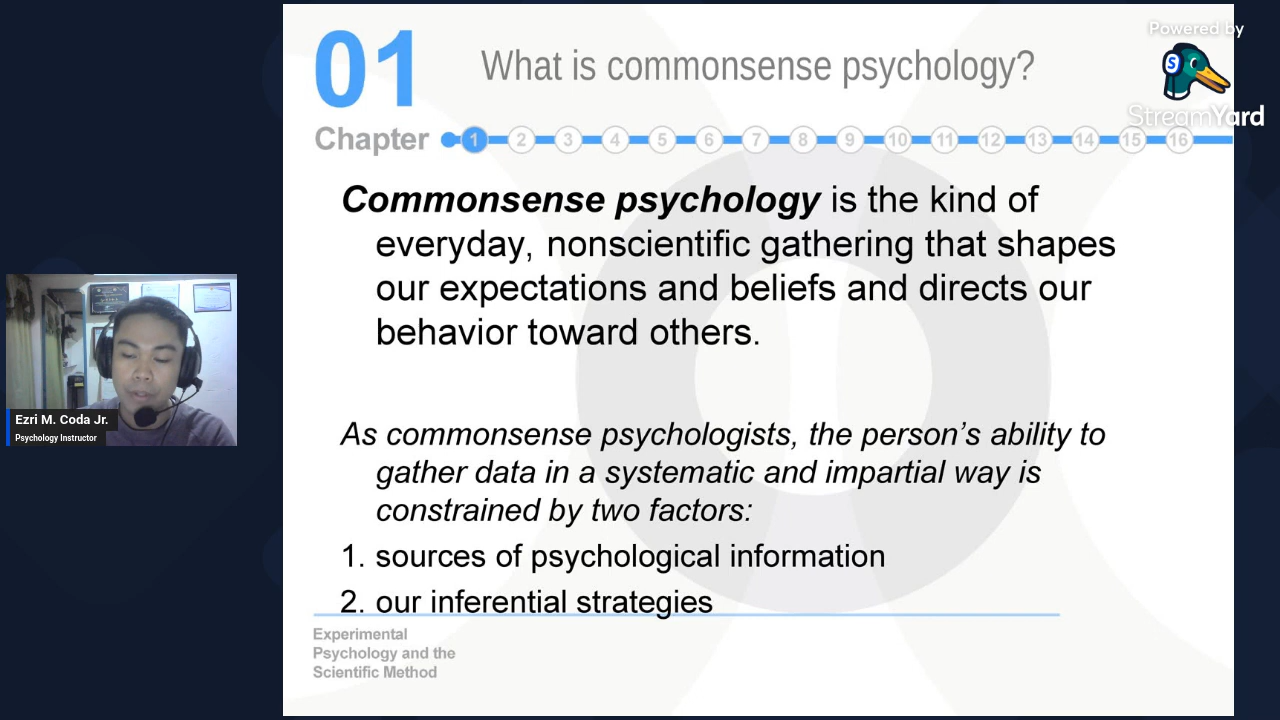 01
What is commonsense psychology?
Chapter 1 2 3 4 5 6 7 8 9 10 11 12 13 14 15 16
Commonsense psychology is the kind of
everyday, nonscientific gathering that shapes
our expectations and beliefs and directs our
behavior toward others.
As commonsense psychologists, the person's ability to
gather data in a systematic and impartial way is
constrained by two factors:
1. sources of psychological information
2. our inferential strategies
Experimental
Psychology and the
Scientific Method
Ezri M. Coda Jr.
Psychology Instructor
Powered by
S
StreamYard